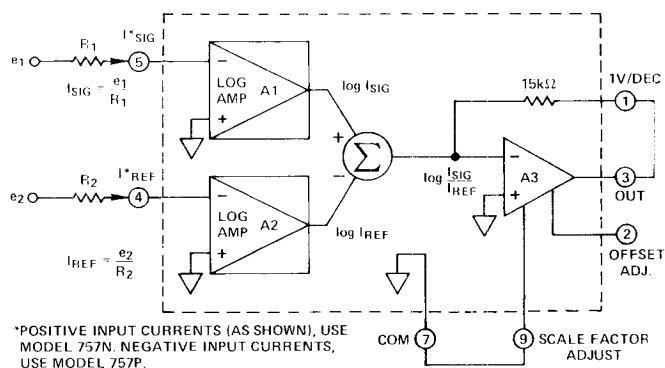 I*SIG
e1
R1
5
ISIG = e1/R1
LOG AMP
A1
−
+
log ISIG
+
−
Σ
15kΩ
1V/DEC
1
log ISIG/IREF
−
+
A3
3
OUT
2
OFFSET ADJ.
I*REF
e2
R2
4
IREF = e2/R2
LOG AMP
A2
−
+
log IREF
COM
7
9
SCALE FACTOR ADJUST
*POSITIVE INPUT CURRENTS (AS SHOWN), USE
MODEL 757N. NEGATIVE INPUT CURRENTS,
USE MODEL 757P.